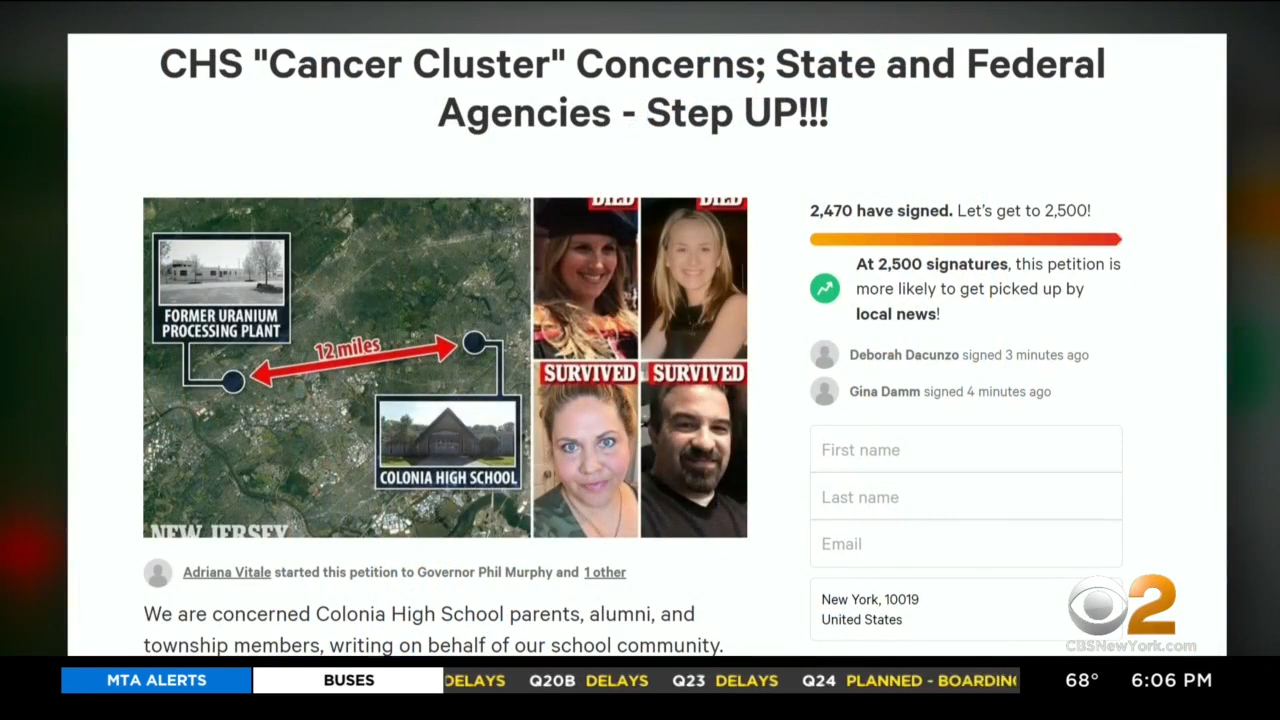 CHS "Cancer Cluster" Concerns; State and Federal
Agencies - Step UP!!!
FORMER URANIUM
PROCESSING PLANT
12 miles
COLONIA HIGH SCHOOL
NEW JERSEY
DIED
DIED
SURVIVED
SURVIVED
2,470 have signed. Let's get to 2,500!
At 2,500 signatures, this petition is
more likely to get picked up by
local news!
Deborah Dacunzo signed 3 minutes ago
Gina Damm signed 4 minutes ago
First name
Last name
Email
New York, 10019
United States
Adriana Vitale started this petition to Governor Phil Murphy and 1 other
We are concerned Colonia High School parents, alumni, and
township members, writing on behalf of our school community.
2
CBSNewYork.com
MTA ALERTS
BUSES
DELAYS Q20B DELAYS Q23 DELAYS Q24 PLANNED - BOARDING
68° 6:06 PM